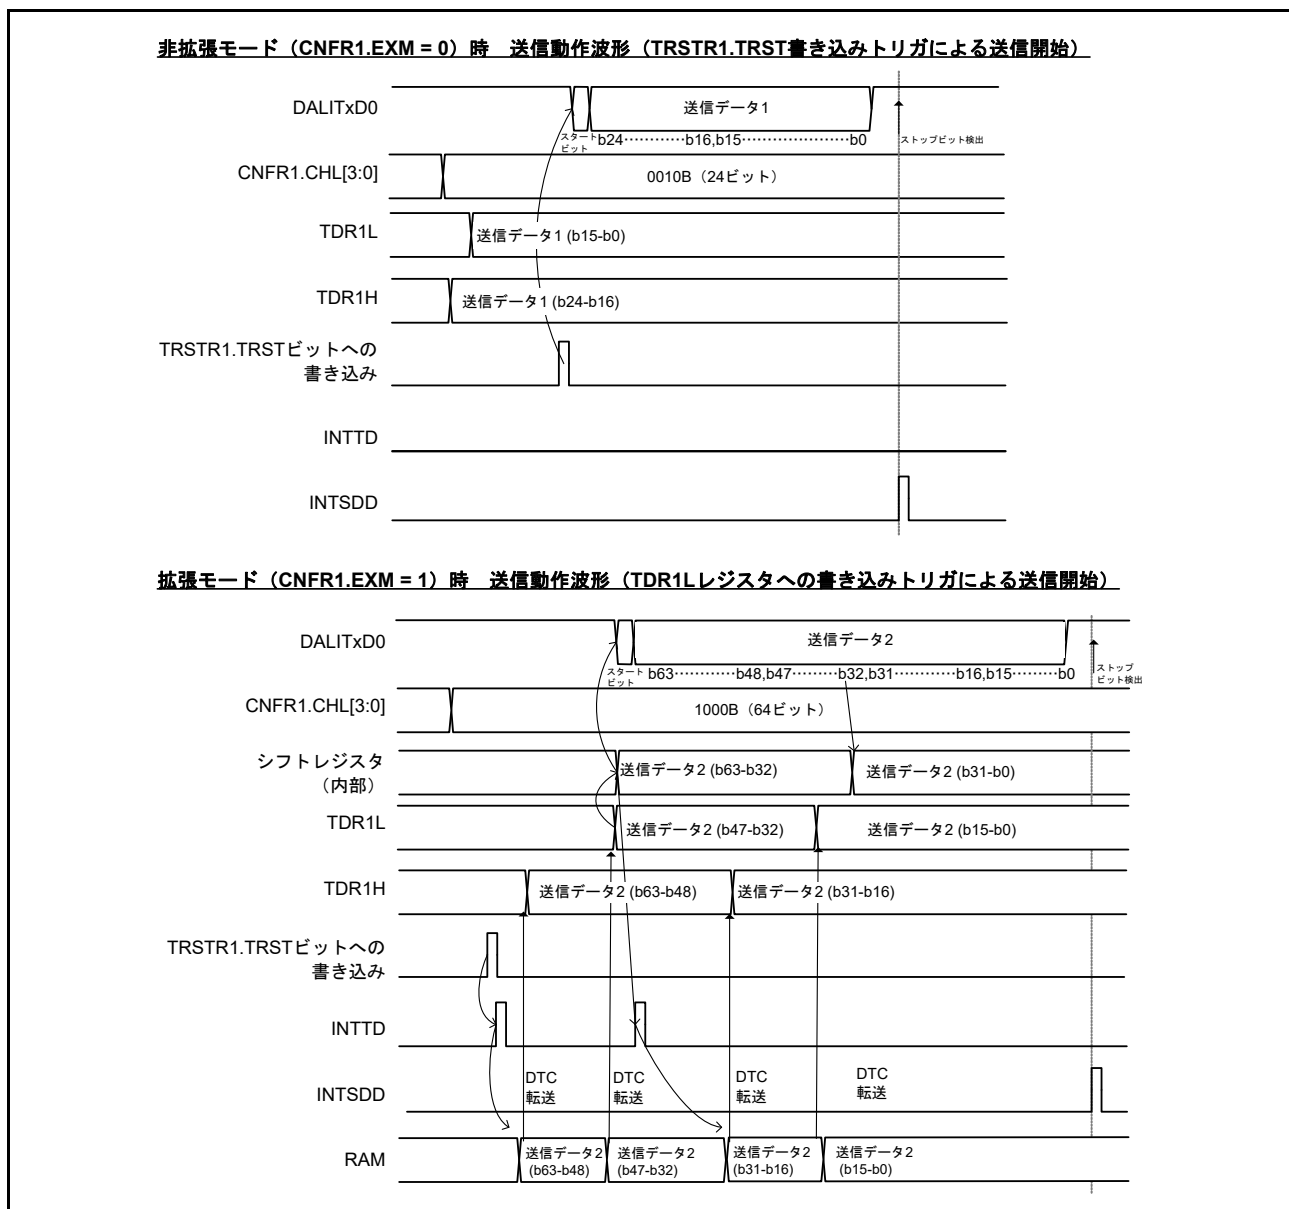 非拡張モード（CNFR1.EXM = 0）時　送信動作波形（TRSTR1.TRST書き込みトリガによる送信開始）
DALITxD0
送信データ1
スタート
ビット
b24············b16,b15····················b0
ストップビット検出
CNFR1.CHL[3:0]
0010B（24ビット）
TDR1L
送信データ1 (b15-b0)
TDR1H
送信データ1 (b24-b16)
TRSTR1.TRSTビットへの
書き込み
INTTD
INTSDD
拡張モード（CNFR1.EXM = 1）時　送信動作波形（TDR1Lレジスタへの書き込みトリガによる送信開始）
DALITxD0
送信データ2
スタート
ビット
b63···········b48,b47········b32,b31···········b16,b15········b0
ストップ
ビット検出
CNFR1.CHL[3:0]
1000B（64ビット）
シフトレジスタ
（内部）
送信データ2 (b63-b32)
送信データ2 (b31-b0)
TDR1L
送信データ2 (b47-b32)
送信データ2 (b15-b0)
TDR1H
送信データ2 (b63-b48)
送信データ2 (b31-b16)
TRSTR1.TRSTビットへの
書き込み
INTTD
INTSDD
DTC
転送
DTC
転送
DTC
転送
DTC
転送
RAM
送信データ2
(b63-b48)
送信データ2
(b47-b32)
送信データ2
(b31-b16)
送信データ2
(b15-b0)